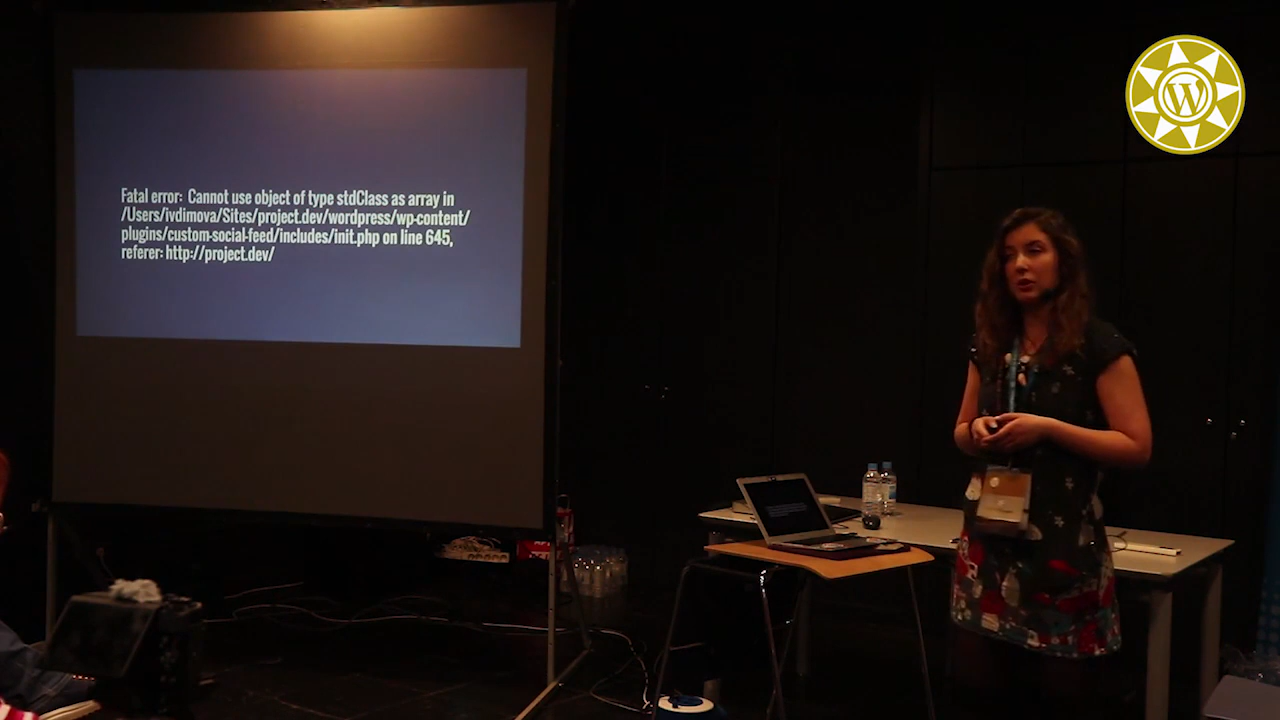 Fatal error: Cannot use object of type stdClass as array in
/Users/ivdimova/Sites/project.dev/wordpress/wp-content/
plugins/custom-social-feed/includes/init.php on line 645,
referer: http://project.dev/
W